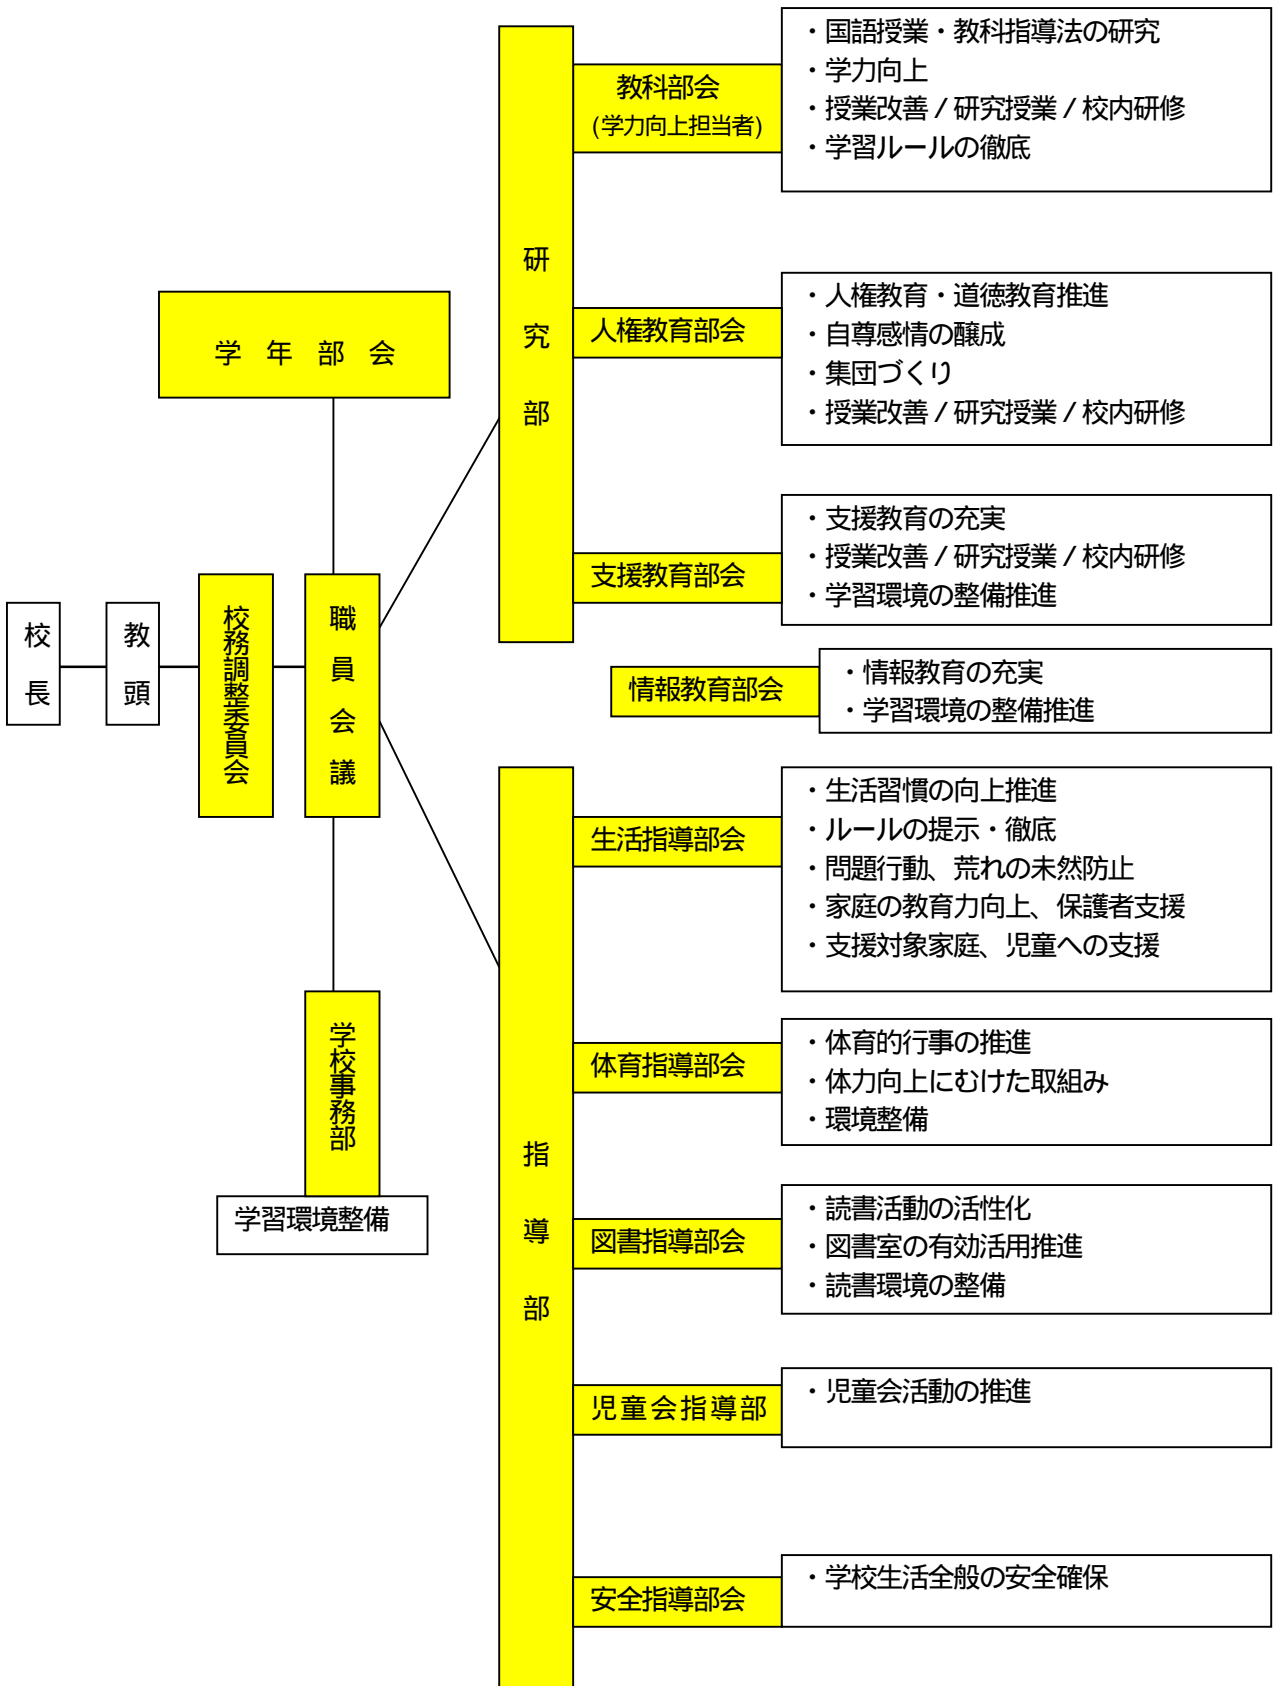 校長
教頭
校務調整委員会
職員会議
学年部会
学校事務部
学習環境整備
研究部
教科部会
(学力向上担当者)
・国語授業・教科指導法の研究
・学力向上
・授業改善/研究授業/校内研修
・学習ルールの徹底
人権教育部会
・人権教育・道徳教育推進
・自尊感情の醸成
・集団づくり
・授業改善/研究授業/校内研修
支援教育部会
・支援教育の充実
・授業改善/研究授業/校内研修
・学習環境の整備推進
情報教育部会
・情報教育の充実
・学習環境の整備推進
指導部
生活指導部会
・生活習慣の向上推進
・ルールの提示・徹底
・問題行動、荒れの未然防止
・家庭の教育力向上、保護者支援
・支援対象家庭、児童への支援
体育指導部会
・体育的行事の推進
・体力向上にむけた取組み
・環境整備
図書指導部会
・読書活動の活性化
・図書室の有効活用推進
・読書環境の整備
児童会指導部
・児童会活動の推進
安全指導部会
・学校生活全般の安全確保